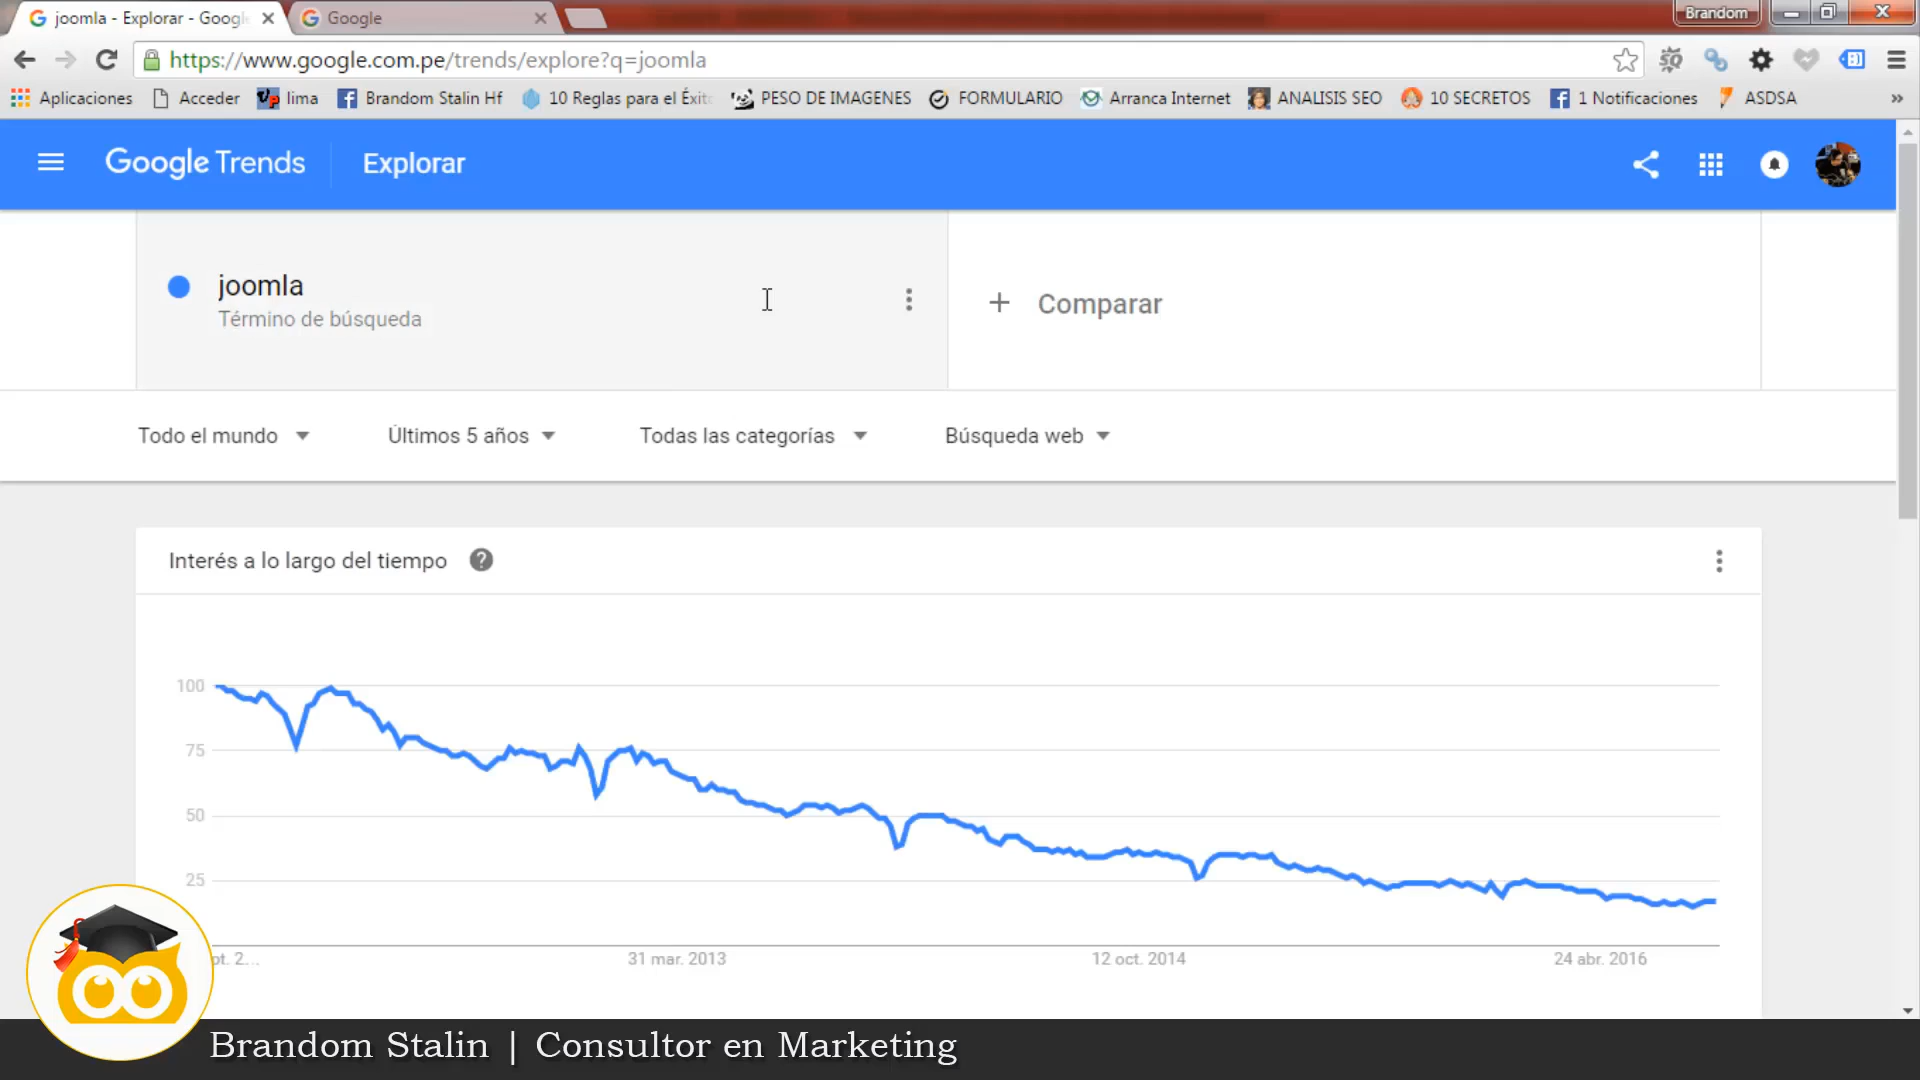 joomla - Explorar - Googl
Google
Brandom
https://www.google.com.pe/trends/explore?q=joomla
Aplicaciones Acceder lima Brandom Stalin Hf 10 Reglas para el Éxit PESO DE IMAGENES FORMULARIO Arranca Internet ANALISIS SEO 10 SECRETOS 1 Notificaciones ASDSA »
Google Trends Explorar
joomla
Término de búsqueda
+ Comparar
Todo el mundo Últimos 5 años Todas las categorías Búsqueda web
Interés a lo largo del tiempo ?
100
75
50
25
pt. 2... 31 mar. 2013 12 oct. 2014 24 abr. 2016
Brandom Stalin | Consultor en Marketing